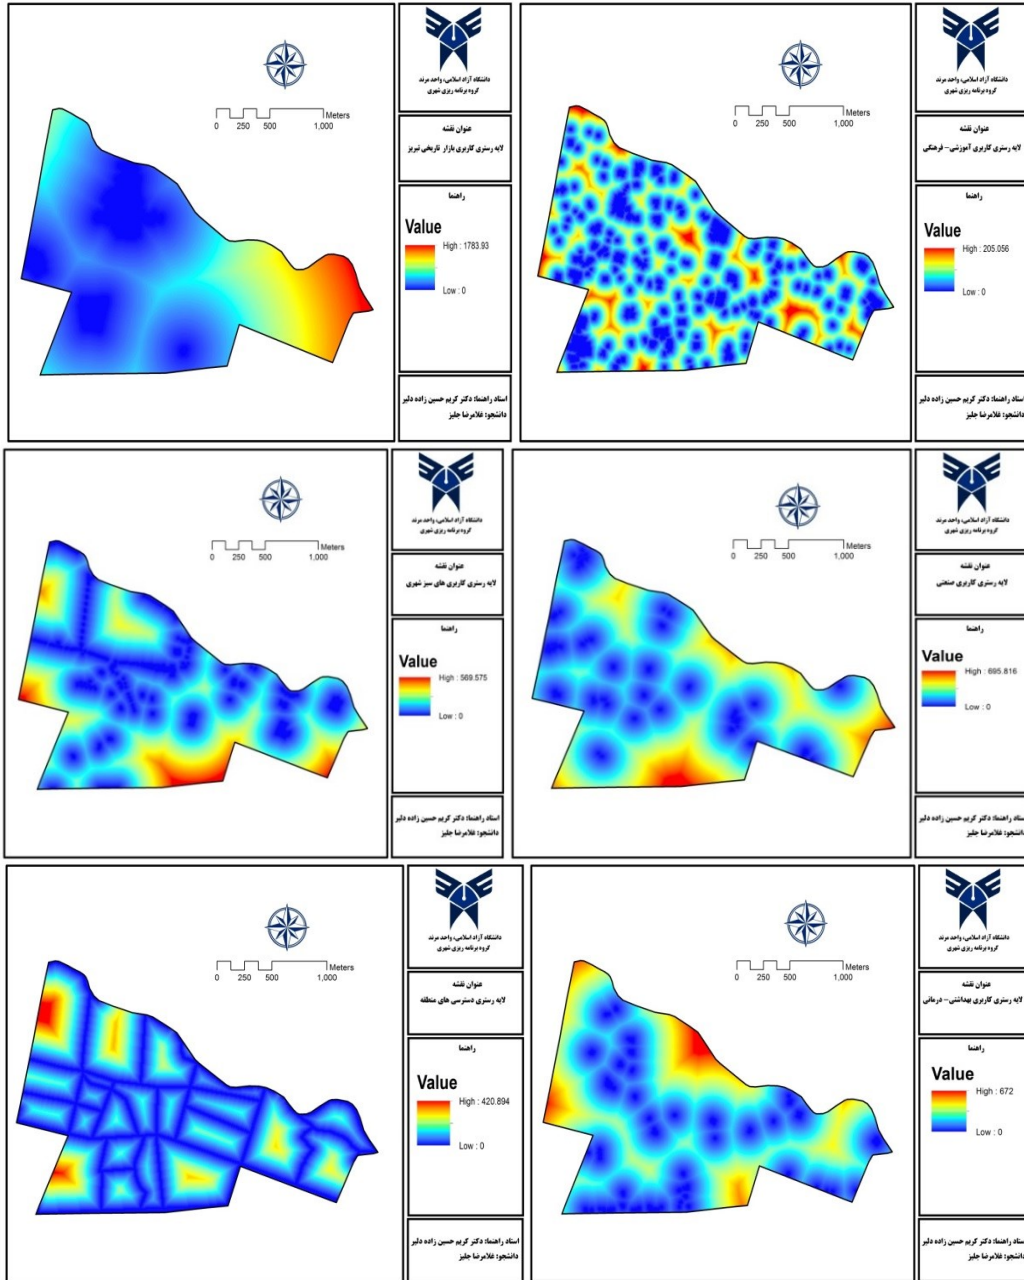 دانشگاه آزاد اسلامی، واحد مرند
گروه برنامه ریزی شهری
عنوان نقشه
لایه رستری کاربری بازار تاریخی تبریز
راهنما
Value
High : 1783.93
Low : 0
Meters
0 250 500 1,000
استاد راهنما: دکتر کریم حسین زاده دلیر
دانشجو: غلامرضا جلیز
دانشگاه آزاد اسلامی، واحد مرند
گروه برنامه ریزی شهری
عنوان نقشه
لایه رستری کاربری آموزشی- فرهنگی
راهنما
Value
High : 205.056
Low : 0
Meters
0 250 500 1,000
استاد راهنما: دکتر کریم حسین زاده دلیر
دانشجو: غلامرضا جلیز
دانشگاه آزاد اسلامی، واحد مرند
گروه برنامه ریزی شهری
عنوان نقشه
لایه رستری کاربری های سبز شهری
راهنما
Value
High : 569.575
Low : 0
Meters
0 250 500 1,000
استاد راهنما: دکتر کریم حسین زاده دلیر
دانشجو: غلامرضا جلیز
دانشگاه آزاد اسلامی، واحد مرند
گروه برنامه ریزی شهری
عنوان نقشه
لایه رستری کاربری صنعتی
راهنما
Value
High : 695.816
Low : 0
Meters
0 250 500 1,000
استاد راهنما: دکتر کریم حسین زاده دلیر
دانشجو: غلامرضا جلیز
دانشگاه آزاد اسلامی، واحد مرند
گروه برنامه ریزی شهری
عنوان نقشه
لایه رستری دسترسی های منطقه
راهنما
Value
High : 420.894
Low : 0
Meters
0 250 500 1,000
استاد راهنما: دکتر کریم حسین زاده دلیر
دانشجو: غلامرضا جلیز
دانشگاه آزاد اسلامی، واحد مرند
گروه برنامه ریزی شهری
عنوان نقشه
لایه رستری کاربری بهداشتی- درمانی
راهنما
Value
High : 672
Low : 0
Meters
0 250 500 1,000
استاد راهنما: دکتر کریم حسین زاده دلیر
دانشجو: غلامرضا جلیز